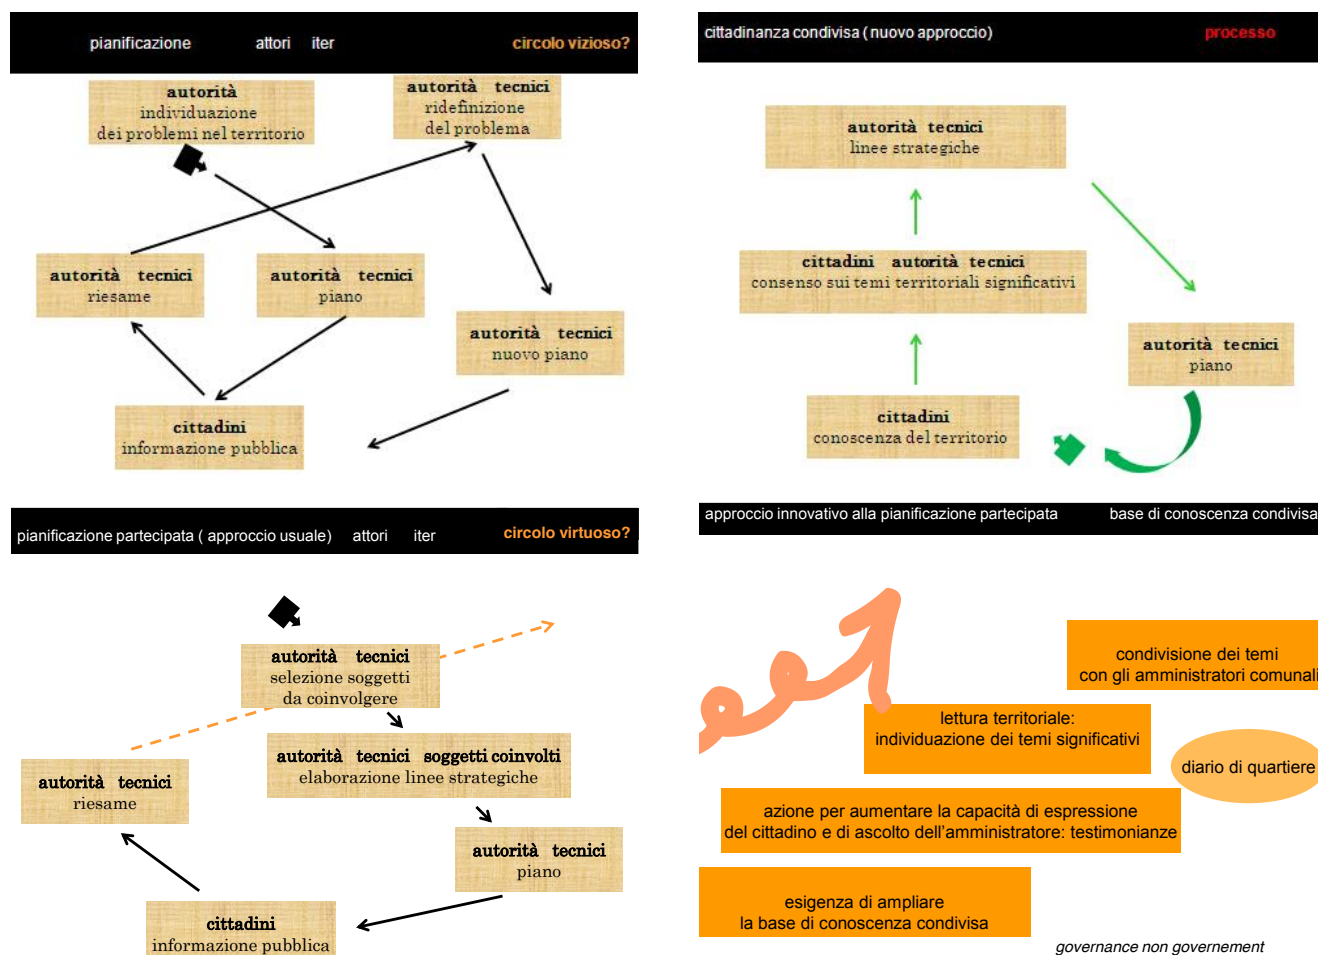 pianificazione attori iter circolo vizioso?
autorità
individuazione
dei problemi nel territorio
autorità tecnici
ridefinizione
del problema
autorità tecnici
riesame
autorità tecnici
piano
autorità tecnici
nuovo piano
cittadini
informazione pubblica
cittadinanza condivisa ( nuovo approccio) processo
autorità tecnici
linee strategiche
cittadini autorità tecnici
consenso sui temi territoriali significativi
autorità tecnici
piano
cittadini
conoscenza del territorio
pianificazione partecipata ( approccio usuale) attori iter circolo virtuoso?
autorità tecnici
selezione soggetti
da coinvolgere
autorità tecnici soggetti coinvolti
elaborazione linee strategiche
autorità tecnici
riesame
autorità tecnici
piano
cittadini
informazione pubblica
approccio innovativo alla pianificazione partecipata base di conoscenza condivisa
condivisione dei temi
con gli amministratori comunali
lettura territoriale:
individuazione dei temi significativi
diario di quartiere
azione per aumentare la capacità di espressione
del cittadino e di ascolto dell'amministratore: testimonianze
esigenza di ampliare
la base di conoscenza condivisa
governance non governement